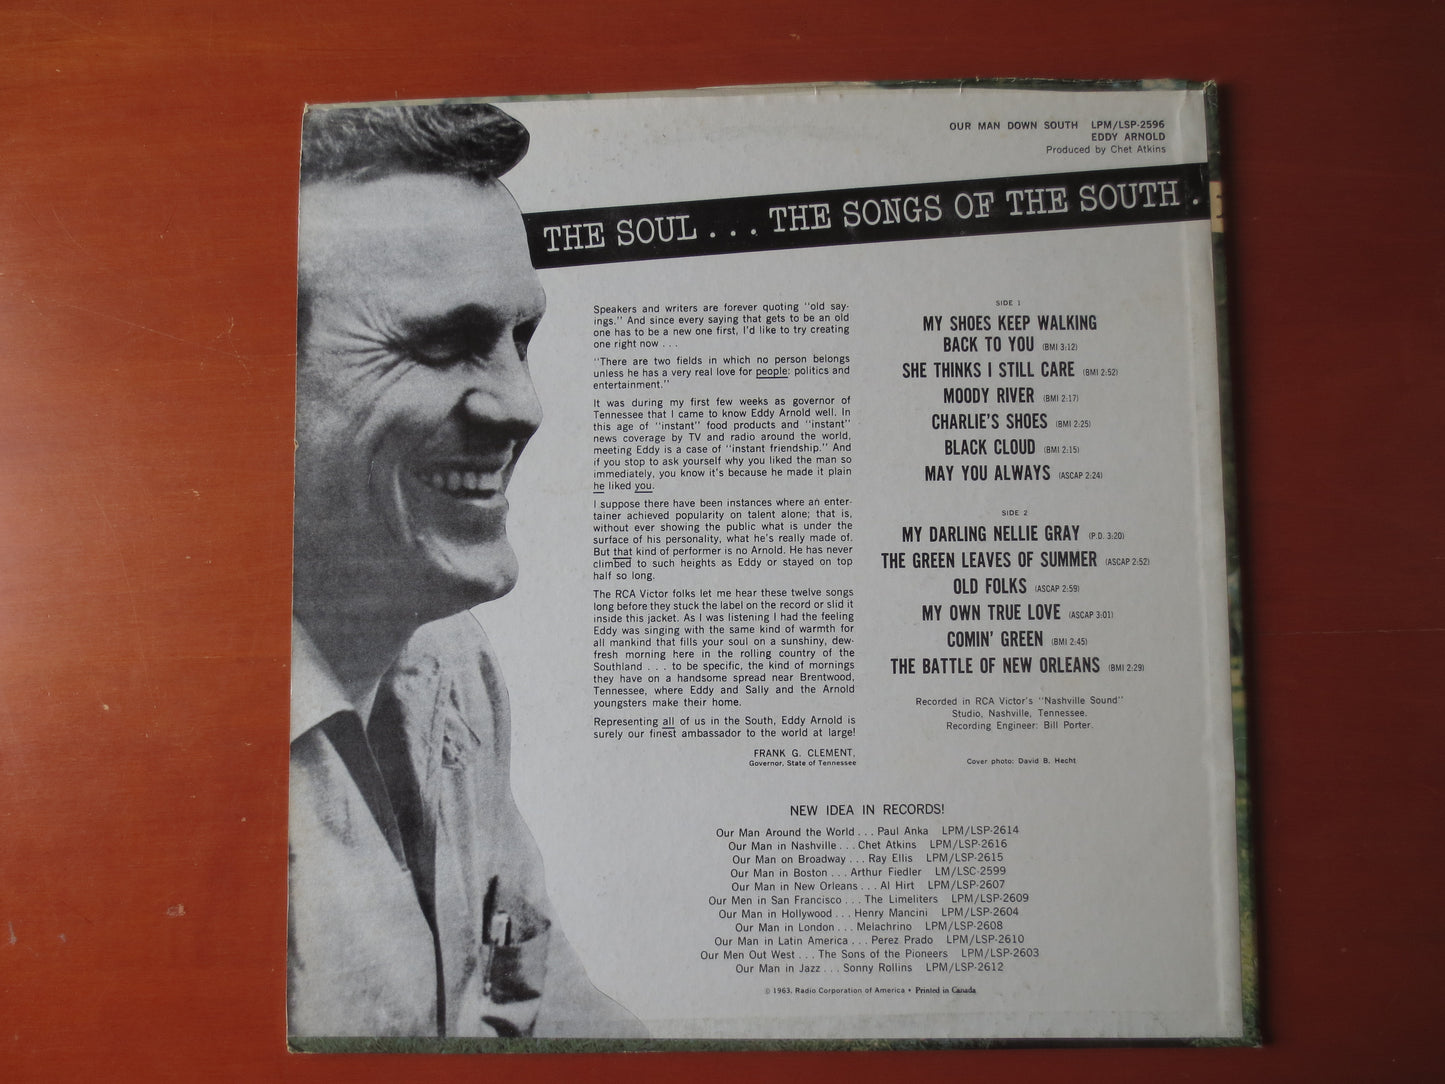 OUR MAN DOWN SOUTH LPM/LSP-2596
EDDY ARNOLD
Produced by Chet Atkins
THE SOUL . . . THE SONGS OF THE SOUTH .
Speakers and writers are forever quoting "old say-
ings." And since every saying that gets to be an old
one has to be a new one first, I'd like to try creating
one right now . . .
"There are two fields in which no person belongs
unless he has a very real love for people: politics and
entertainment."
It was during my first few weeks as governor of
Tennessee that I came to know Eddy Arnold well. In
this age of "instant" food products and "instant"
news coverage by TV and radio around the world,
meeting Eddy is a case of "instant friendship." And
if you stop to ask yourself why you liked the man so
immediately, you know it's because he made it plain
he liked you.
I suppose there have been instances where an enter-
tainer achieved popularity on talent alone; that is,
without ever showing the public what is under the
surface of his personality, what he's really made of.
But that kind of performer is no Arnold. He has never
climbed to such heights as Eddy or stayed on top
half so long.
The RCA Victor folks let me hear these twelve songs
long before they stuck the label on the record or slid it
inside this jacket. As I was listening I had the feeling
Eddy was singing with the same kind of warmth for
all mankind that fills your soul on a sunshiny, dew-
fresh morning here in the rolling country of the
Southland . . . to be specific, the kind of mornings
they have on a handsome spread near Brentwood,
Tennessee, where Eddy and Sally and the Arnold
youngsters make their home.
Representing all of us in the South, Eddy Arnold is
surely our finest ambassador to the world at large!
FRANK G. CLEMENT,
Governor, State of Tennessee
SIDE 1
MY SHOES KEEP WALKING
BACK TO YOU (BMI 3:12)
SHE THINKS I STILL CARE (BMI 2:52)
MOODY RIVER (BMI 2:17)
CHARLIE'S SHOES (BMI 2:25)
BLACK CLOUD (BMI 2:15)
MAY YOU ALWAYS (ASCAP 2:24)
SIDE 2
MY DARLING NELLIE GRAY (P.D. 3:20)
THE GREEN LEAVES OF SUMMER (ASCAP 2:52)
OLD FOLKS (ASCAP 2:59)
MY OWN TRUE LOVE (ASCAP 3:01)
COMIN' GREEN (BMI 2:45)
THE BATTLE OF NEW ORLEANS (BMI 2:29)
Recorded in RCA Victor's "Nashville Sound"
Studio, Nashville, Tennessee.
Recording Engineer: Bill Porter.
Cover photo: David B. Hecht
NEW IDEA IN RECORDS!
Our Man Around the World . . . Paul Anka LPM/LSP-2614
Our Man in Nashville . . . Chet Atkins LPM/LSP-2616
Our Man on Broadway . . . Ray Ellis LPM/LSP-2615
Our Man in Boston . . . Arthur Fiedler LM/LSC-2599
Our Man in New Orleans . . . Al Hirt LPM/LSP-2607
Our Men in San Francisco . . . The Limeliters LPM/LSP-2609
Our Man in Hollywood . . . Henry Mancini LPM/LSP-2604
Our Man in London . . . Melachrino LPM/LSP-2608
Our Man in Latin America . . . Perez Prado LPM/LSP-2610
Our Men Out West . . . The Sons of the Pioneers LPM/LSP-2603
Our Man in Jazz . . . Sonny Rollins LPM/LSP-2612
© 1963, Radio Corporation of America • Printed in Canada